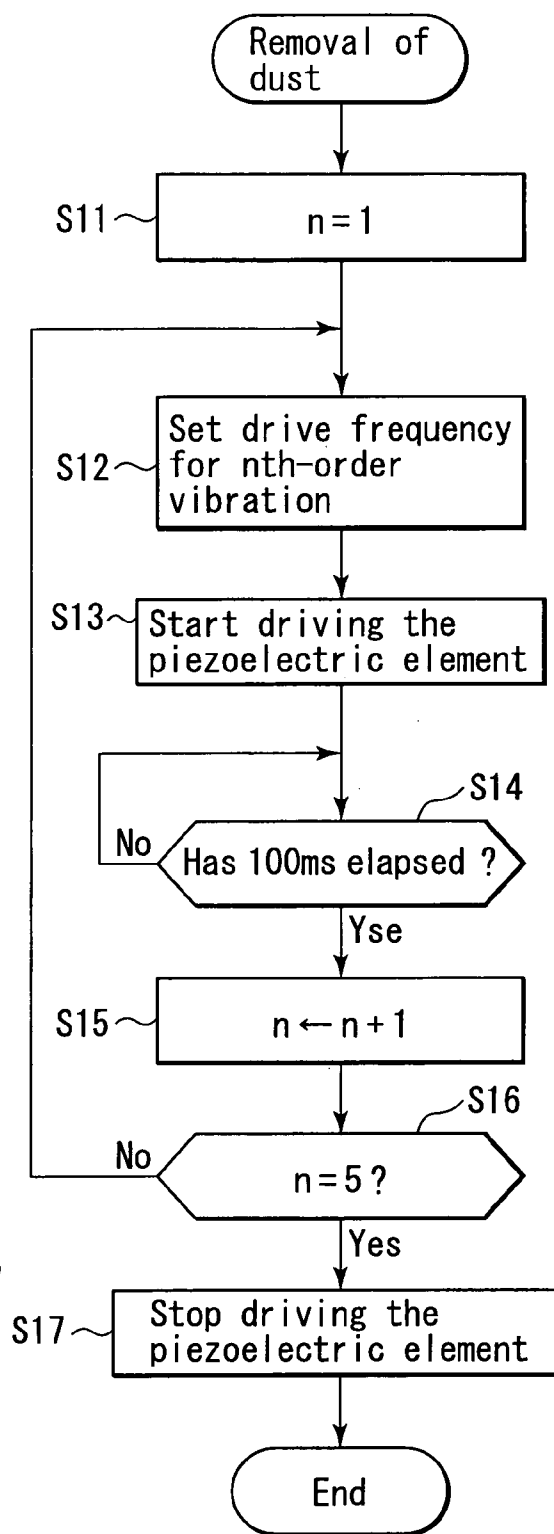 Removal of
dust
S11
n=1
S12
Set drive frequency
for nth-order
vibration
S13
Start driving the
piezoelectric element
S14
No
Has 100ms elapsed ?
Yse
S15
n←n+1
S16
No
n=5?
Yes
S17
Stop driving the
piezoelectric element
End